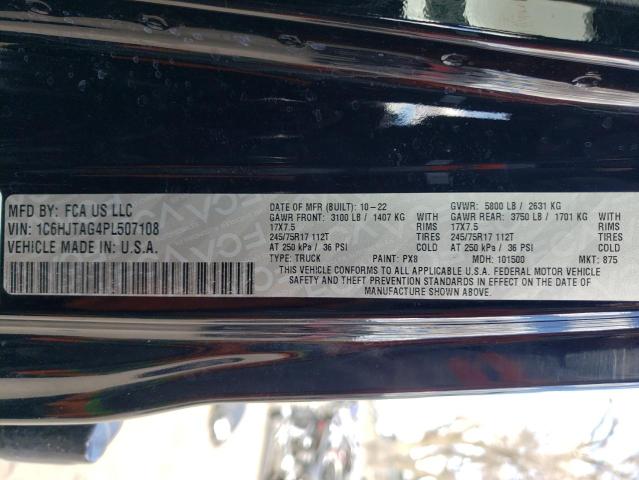 MFD BY: FCA US LLC
VIN: 1C6HJTAG4PL507108
VEHICLE MADE IN U.S.A.
DATE OF MFR (BUILT): 10-22 GVWR: 5800 LB / 2631 KG
GAWR FRONT: 3100 LB / 1407 KG GAWR REAR: 3750 LB / 1701 KG
WITH WITH
17X7.5 RIMS 17X7.5 RIMS
245/75R17 112T TIRES 245/75R17 112T TIRES
AT 250 kPa / 36 PSI AT 250 kPa / 36 PSI
TYPE: TRUCK PAINT: PX8 MDH: 101500 MKT: 875
THIS VEHICLE CONFORMS TO ALL APPLICABLE U.S.A. FEDERAL MOTOR VEHICLE
SAFETY AND THEFT PREVENTION STANDARDS IN EFFECT ON THE DATE OF
MANUFACTURE SHOWN ABOVE.